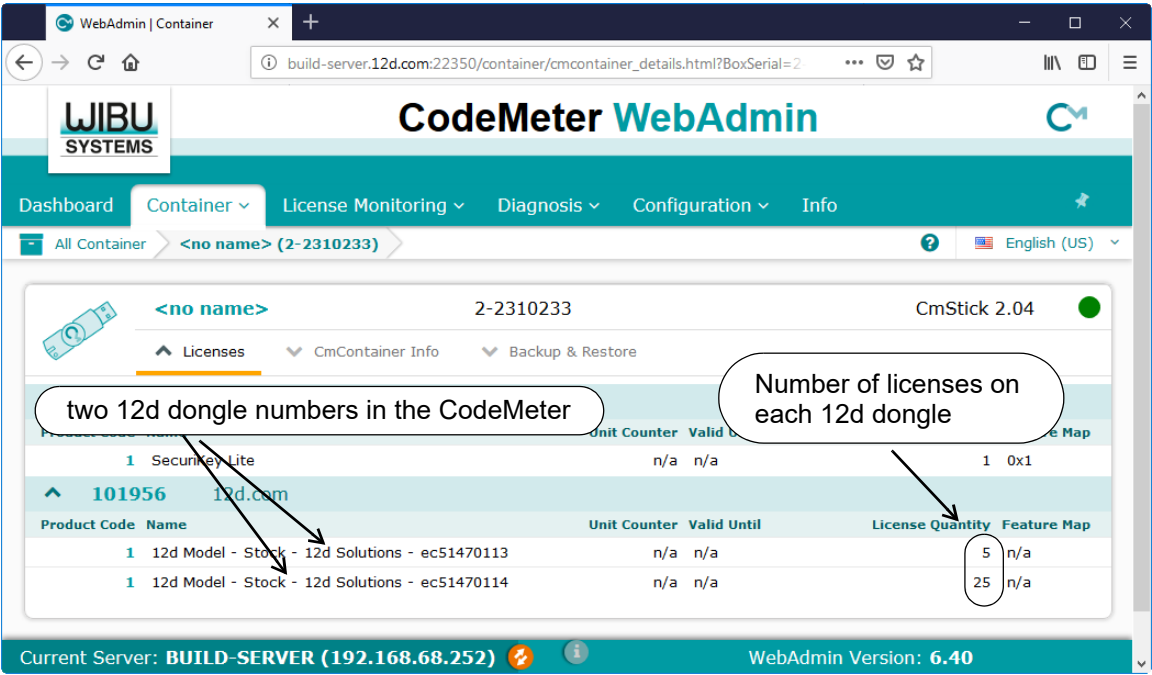 WebAdmin | Container
build-server.12d.com:22350/container/cmcontainer_details.html?BoxSerial=2
WIBU
SYSTEMS
CodeMeter WebAdmin
CM
Dashboard Container License Monitoring Diagnosis Configuration Info
All Container <no name> (2-2310233) ? English (US)
<no name> 2-2310233 CmStick 2.04
Licenses CmContainer Info Backup & Restore
Number of licenses on
each 12d dongle
two 12d dongle numbers in the CodeMeter
Product Code Name Unit Counter Valid Map
1 SecuriKey Lite n/a n/a 1 0x1
101956 12d.com
Product Code Name Unit Counter Valid Until License Quantity Feature Map
1 12d Model - Stock - 12d Solutions - ec51470113 n/a n/a 5 n/a
1 12d Model - Stock - 12d Solutions - ec51470114 n/a n/a 25 n/a
Current Server: BUILD-SERVER (192.168.68.252) i WebAdmin Version: 6.40